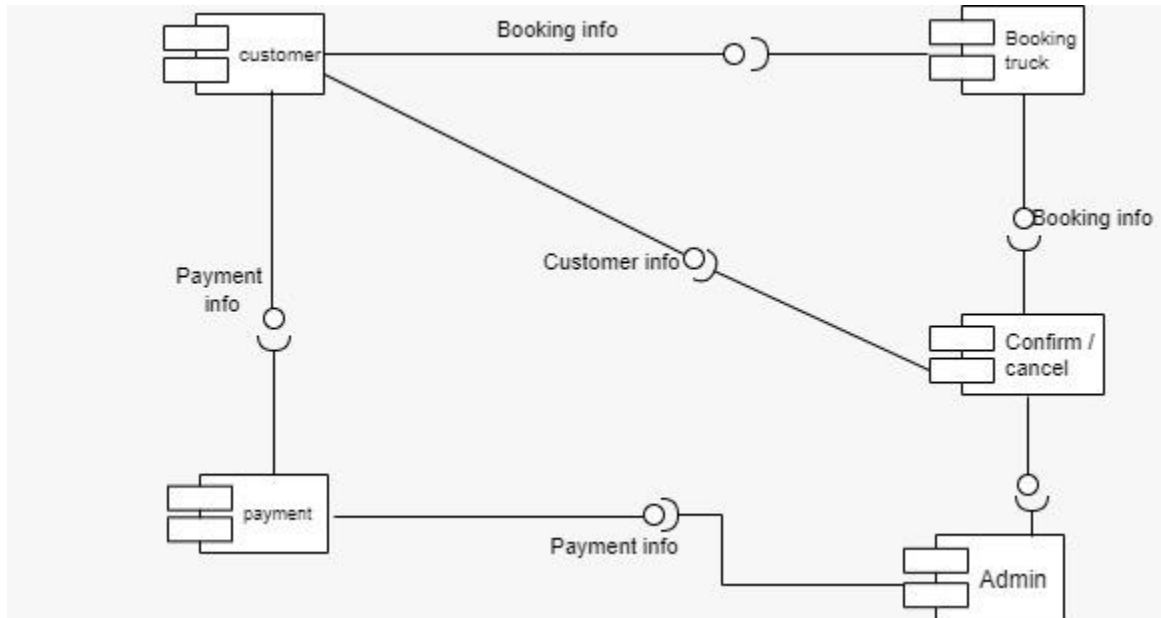 Booking info
customer
Booking
truck
Booking info
Customer info
Payment
info
Confirm /
cancel
payment
Payment info
Admin